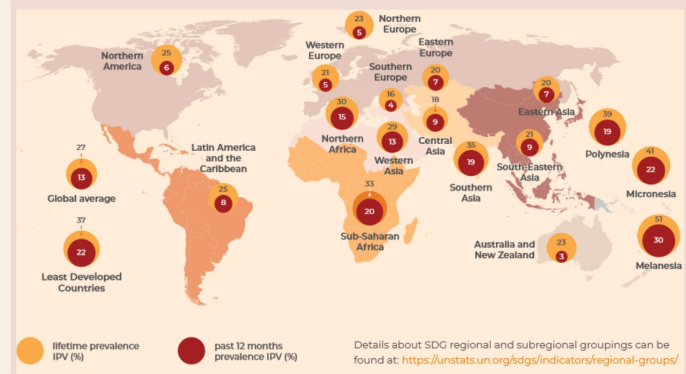 23
5
Northern
Europe
25
6
Northern
America
Western
Europe
21
5
Southern
Europe
16
4
Eastern
Europe
20
7
18
9
Central
Asia
20
7
Eastern Asia
30
15
Northern
Africa
29
13
Western
Asia
35
19
Southern
Asia
21
9
South-Eastern
Asia
39
19
Polynesia
41
22
Micronesia
51
30
Melanesia
27
13
Global average
Latin America
and the
Caribbean
25
8
33
20
Sub-Saharan
Africa
37
22
Least Developed
Countries
Australia and
New Zealand
23
3
lifetime prevalence
IPV (%)
past 12 months
prevalence IPV (%)
Details about SDG regional and subregional groupings can be
found at: https://unstats.un.org/sdgs/indicators/regional-groups/